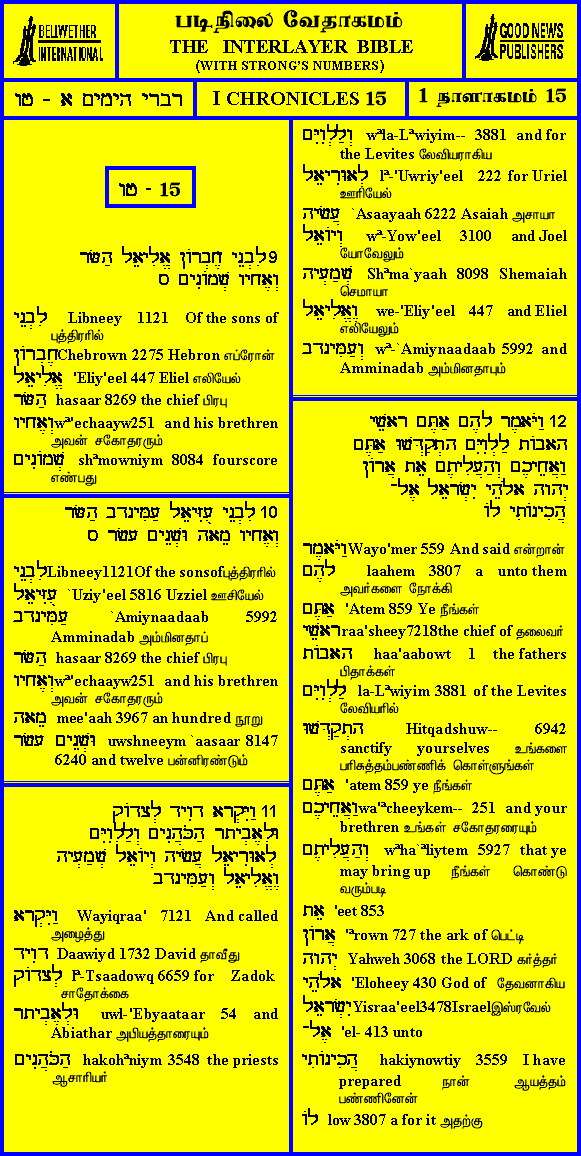 BELLWETHER
INTERNATIONAL
படிநிலை வேதாகமம்
THE INTERLAYER BIBLE
(WITH STRONG'S NUMBERS)
GOOD NEWS
PUBLISHERS
דברי הימים א - טו
I CHRONICLES 15
1 நாளாகமம் 15
טו - 15
9 לִבְנֵי חֶבְרוֹן אֱלִיאֵל הַשָּׂר
וְאֶחָיו שְׁמוֹנִים ס
לִבְנֵי Libneey 1121 Of the sons of
புத்திரரில்
חֶבְרוֹן Chebrown 2275 Hebron எப்ரோன்
אֱלִיאֵל 'Eliy'eel 447 Eliel எலியேல்
הַשָּׂר hasaar 8269 the chief பிரபு
וְאֶחָיו wª'echaayw251 and his brethren
அவன் சகோதரரும்
שְׁמוֹנִים shªmowniym 8084 fourscore
எண்பது
10 לִבְנֵי עֻזִּיאֵל עַמִּינָדָב הַשָּׂר
וְאֶחָיו מֵאָה וּשְׁנֵים עָשָׂר ס
לִבְנֵי Libneey1121Of the sonsofபுத்திரரில்
עֻזִּיאֵל `Uziy'eel 5816 Uzziel ஊசியேல்
עַמִּינָדָב `Amiynaadaab 5992
Amminadab அம்மினதாப்
הַשָּׂר hasaar 8269 the chief பிரபு
וְאֶחָיו wª'echaayw251 and his brethren
அவன் சகோதரரும்
מֵאָה mee'aah 3967 an hundred நூறு
וּשְׁנֵים עָשָׂר uwshneeym `aasaar 8147
6240 and twelve பன்னிரண்டும்
11 וַיִּקְרָא דָוִיד לְצָדוֹק
וּלְאֶבְיָתָר הַכֹּהֲנִים וְלַלְוִיִּם
לְאוּרִיאֵל עֲשָׂיָה וְיוֹאֵל שְׁמַעְיָה
וֶאֱלִיאֵל וְעַמִּינָדָב
וַיִּקְרָא Wayiqraa' 7121 And called
அழைத்து
דָוִיד Daawiyd 1732 David தாவீது
לְצָדוֹק lª-Tsaadowq 6659 for Zadok
சாதோக்கை
וּלְאֶבְיָתָר uwl-'Ebyaataar 54 and
Abiathar அபியத்தாரையும்
הַכֹּהֲנִים hakohªniym 3548 the priests
ஆசாரியர்
וְלַלְוִיִּם wªla-Lªwiyim-- 3881 and for
the Levites லேவியராகிய
לְאוּרִיאֵל lª-'Uwriy'eel 222 for Uriel
ஊரியேல்
עֲשָׂיָה `Asaayaah 6222 Asaiah அசாயா
וְיוֹאֵל wª-Yow'eel 3100 and Joel
யோவேலும்
שְׁמַעְיָה Shªma`yaah 8098 Shemaiah
செமாயா
וֶאֱלִיאֵל we-'Eliy'eel 447 and Eliel
எலியேலும்
וְעַמִּינָדָב wª-`Amiynaadaab 5992 and
Amminadab அம்மினதாபும்
12 וַיֹּאמֶר לָהֶם אַתֶּם רָאשֵׁי
הָאָבוֹת לַלְוִיִּם הִתְקַדְּשׁוּ אַתֶּם
וַאֲחֵיכֶם וְהַעֲלִיתֶם אֵת אֲרוֹן
יְהוָה אֱלֹהֵי יִשְׂרָאֵל אֶל־
הֲכִינוֹתִי לוֹ
וַיֹּאמֶר Wayo'mer 559 And said என்றான்
לָהֶם laahem 3807 a unto them
அவர்களை நோக்கி
אַתֶּם 'Atem 859 Ye நீங்கள்
רָאשֵׁי raa'sheey7218the chief of தலைவர்
הָאָבוֹת haa'aabowt 1 the fathers
பிதாக்கள்
לַלְוִיִּם la-Lªwiyim 3881 of the Levites
லேவியரில்
הִתְקַדְּשׁוּ Hitqadshuw-- 6942
sanctify yourselves உங்களை
பரிசுத்தம்பண்ணிக் கொள்ளுங்கள்
אַתֶּם 'atem 859 ye நீங்கள்
וַאֲחֵיכֶם wa'ªcheeykem-- 251 and your
brethren உங்கள் சகோதரரையும்
וְהַעֲלִיתֶם wªha`ªliytem 5927 that ye
may bring up நீங்கள் கொண்டு
வரும்படி
אֵת 'eet 853
אֲרוֹן 'ªrown 727 the ark of பெட்டி
יְהוָה Yahweh 3068 the LORD கர்த்தர்
אֱלֹהֵי 'Eloheey 430 God of தேவனாகிய
יִשְׂרָאֵל Yisraa'eel3478Israelஇஸ்ரவேல்
אֶל־ 'el- 413 unto
הֲכִינוֹתִי hakiynowtiy 3559 I have
prepared நான் ஆயத்தம்
பண்ணினேன்
לוֹ low 3807 a for it அதற்கு